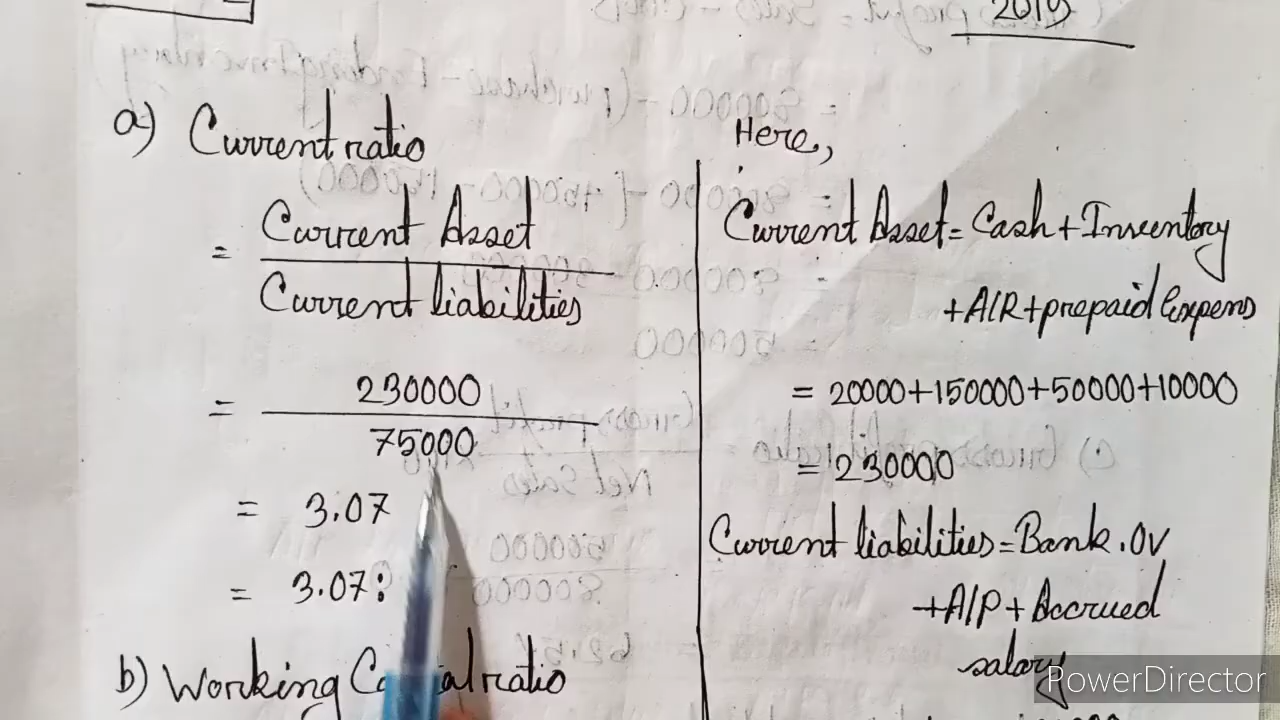 2019
a) Current ratio
= Current Asset
Current liabilities
= 230000
75000
= 3.07
= 3.07:
b) Working ratio
Here,
Current Asset = Cash + Inventory
+ A/R + prepaid Expens
= 20000+150000+50000+10000
= 230000
Current liabilities = Bank . OV
+ A/P + Accrued
salary
PowerDirector